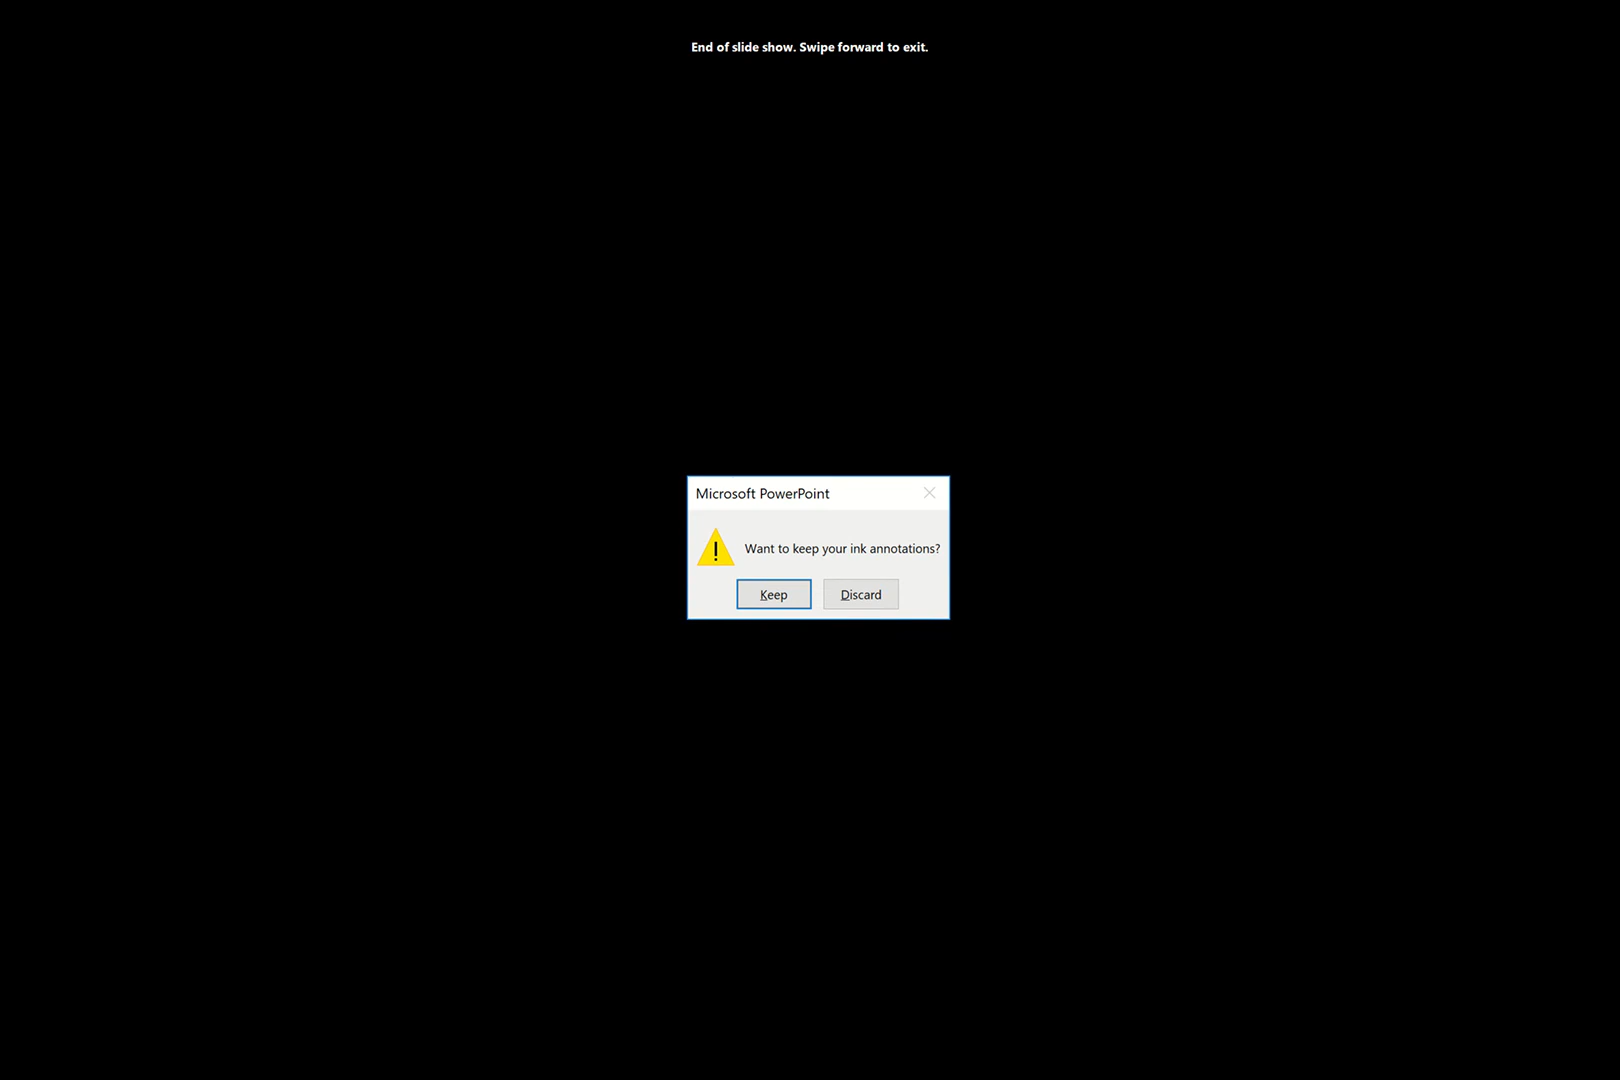 End of slide show. Swipe forward to exit.
Microsoft PowerPoint
Want to keep your ink annotations?
Keep
Discard